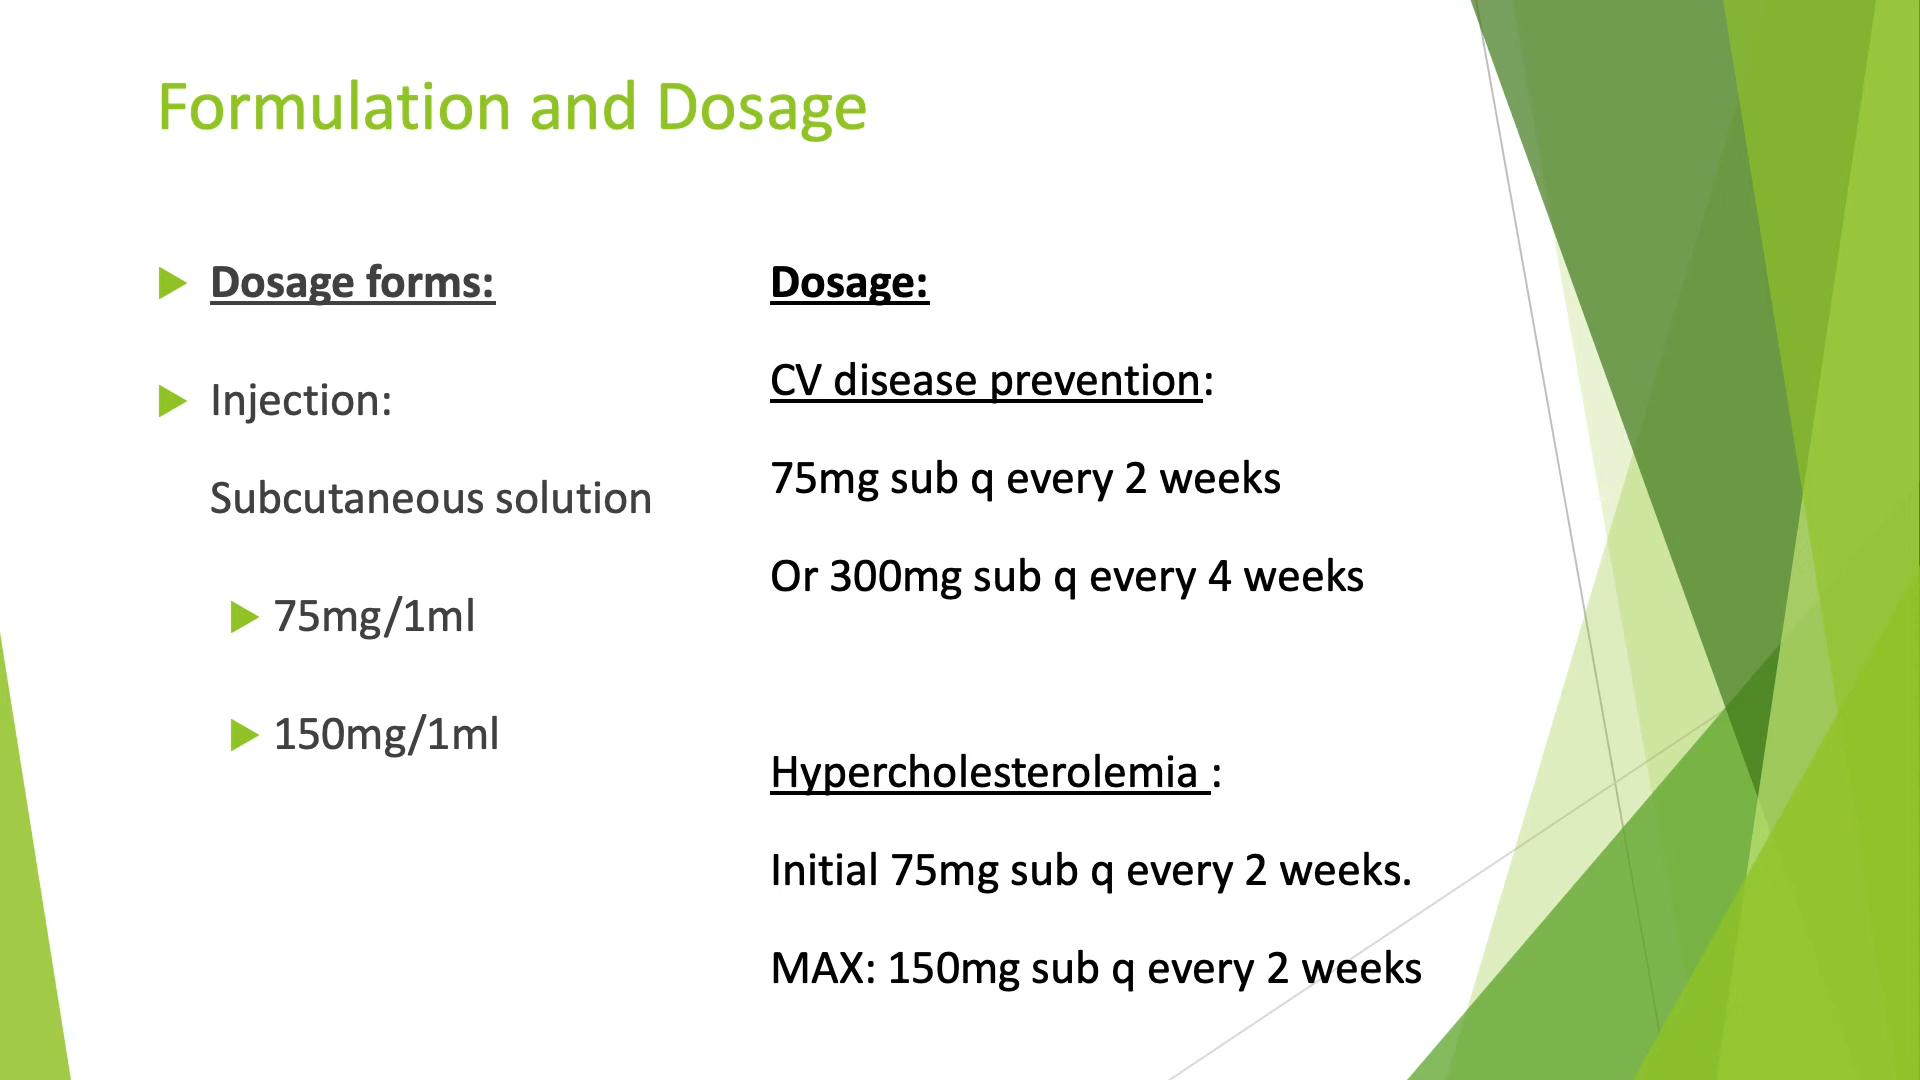 Formulation and Dosage
Dosage forms:
Injection:
Subcutaneous solution
75mg/1ml
150mg/1ml
Dosage:
CV disease prevention:
75mg sub q every 2 weeks
Or 300mg sub q every 4 weeks
Hypercholesterolemia :
Initial 75mg sub q every 2 weeks.
MAX: 150mg sub q every 2 weeks